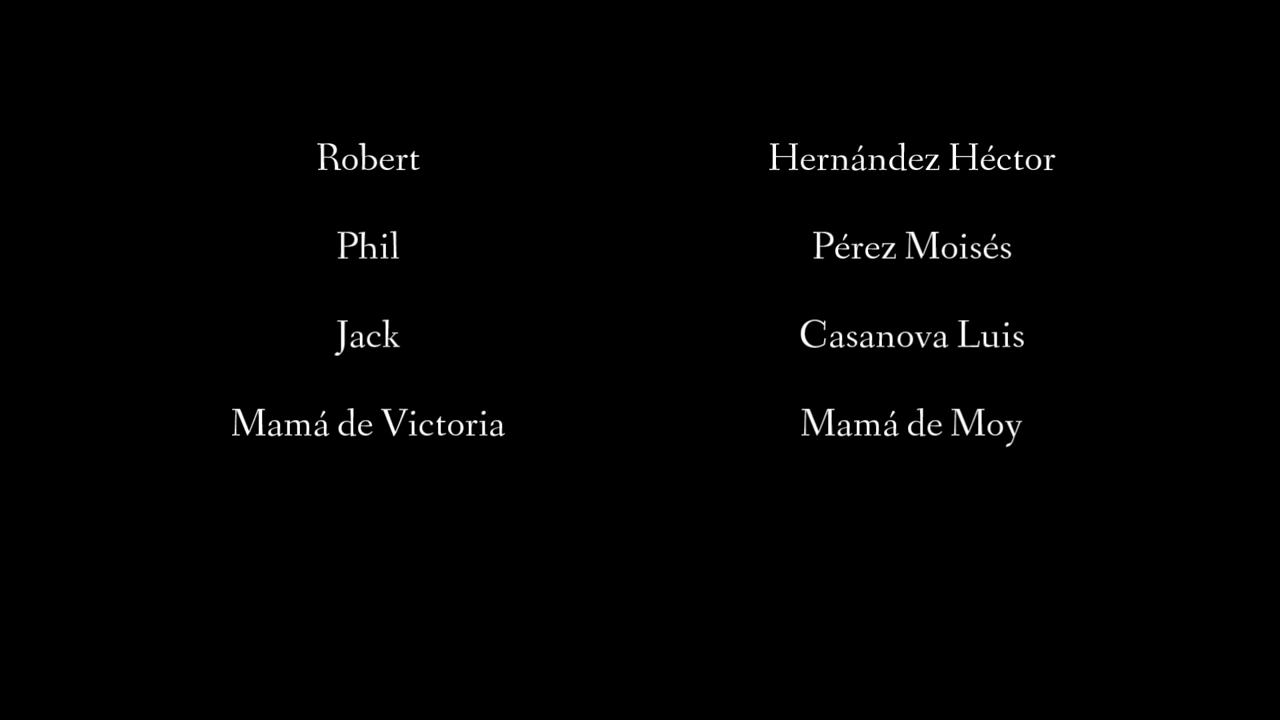 Robert Hernández Héctor
Phil Pérez Moisés
Jack Casanova Luis
Mamá de Victoria Mamá de Moy